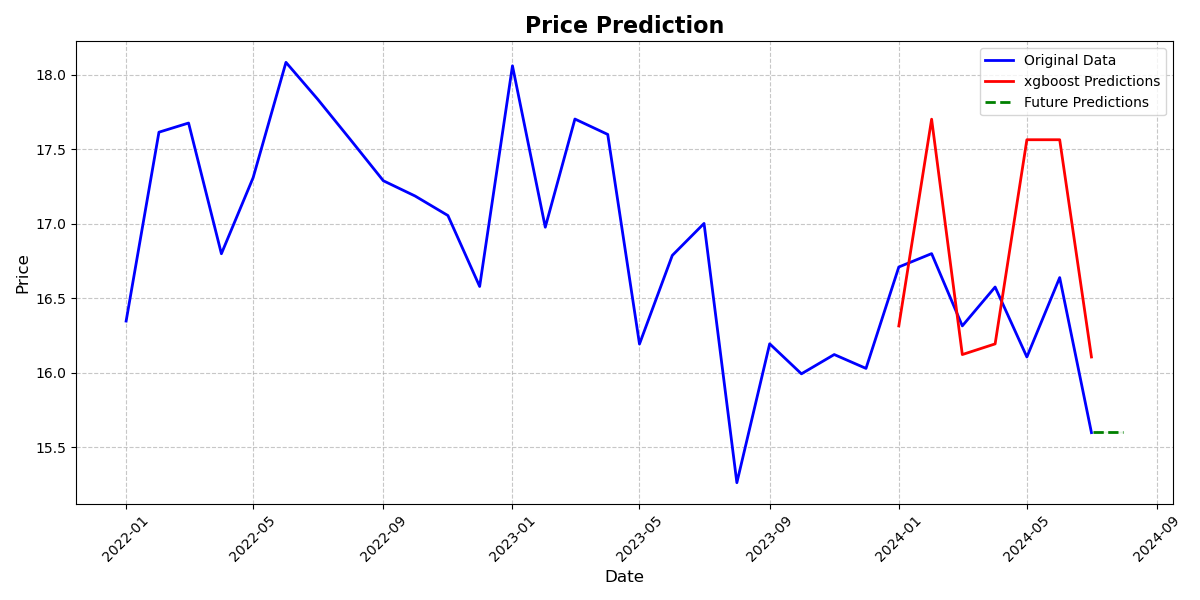 Price Prediction
Original Data
xgboost Predictions
Future Predictions
Price
18.0
17.5
17.0
16.5
16.0
15.5
2022-01
2022-05
2022-09
2023-01
2023-05
2023-09
2024-01
2024-05
2024-09
Date